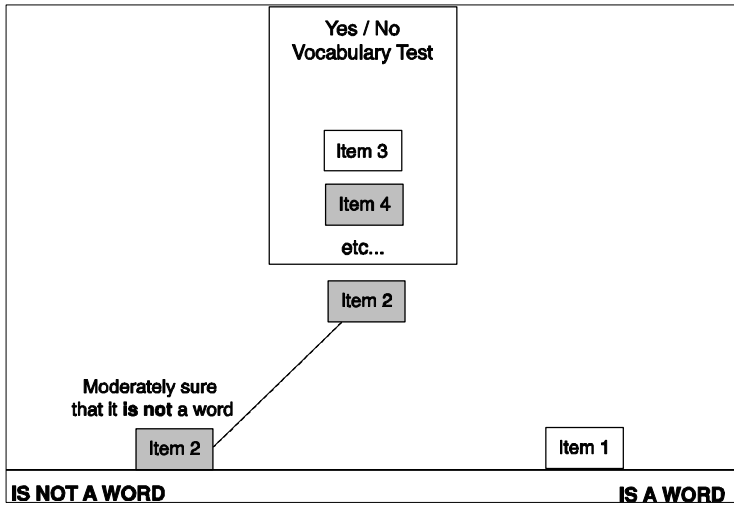 Yes / No
Vocabulary Test
Item 3
Item 4
etc...
Item 2
Moderately sure
that it is not a word
Item 2
Item 1
IS NOT A WORD
IS A WORD